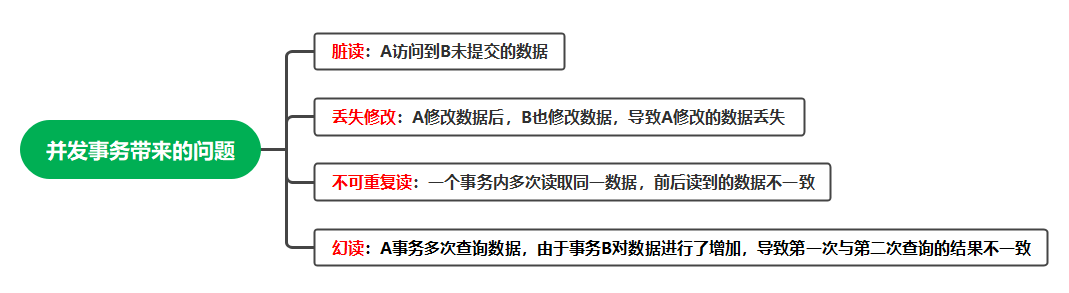 脏读：A访问到B未提交的数据
丢失修改：A修改数据后，B也修改数据，导致A修改的数据丢失
并发事务带来的问题
不可重复读：一个事务内多次读取同一数据，前后读到的数据不一致
幻读：A事务多次查询数据，由于事务B对数据进行了增加，导致第一次与第二次查询的结果不一致